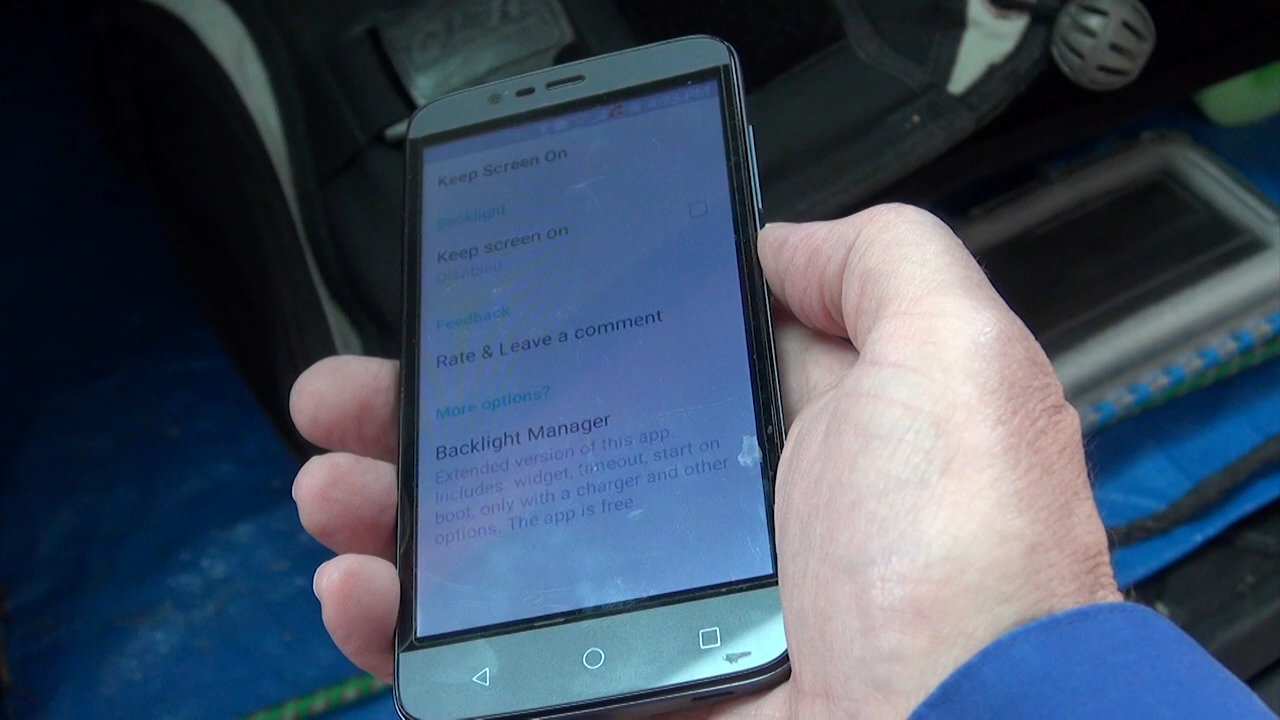 Keep Screen On
Backlight
Keep screen on
Disabled
Feedback
Rate & Leave a comment
More options?
Backlight Manager
Extended version of this app.
Includes: widget, timeout, start on
boot, only with a charger and other
options. The app is free.